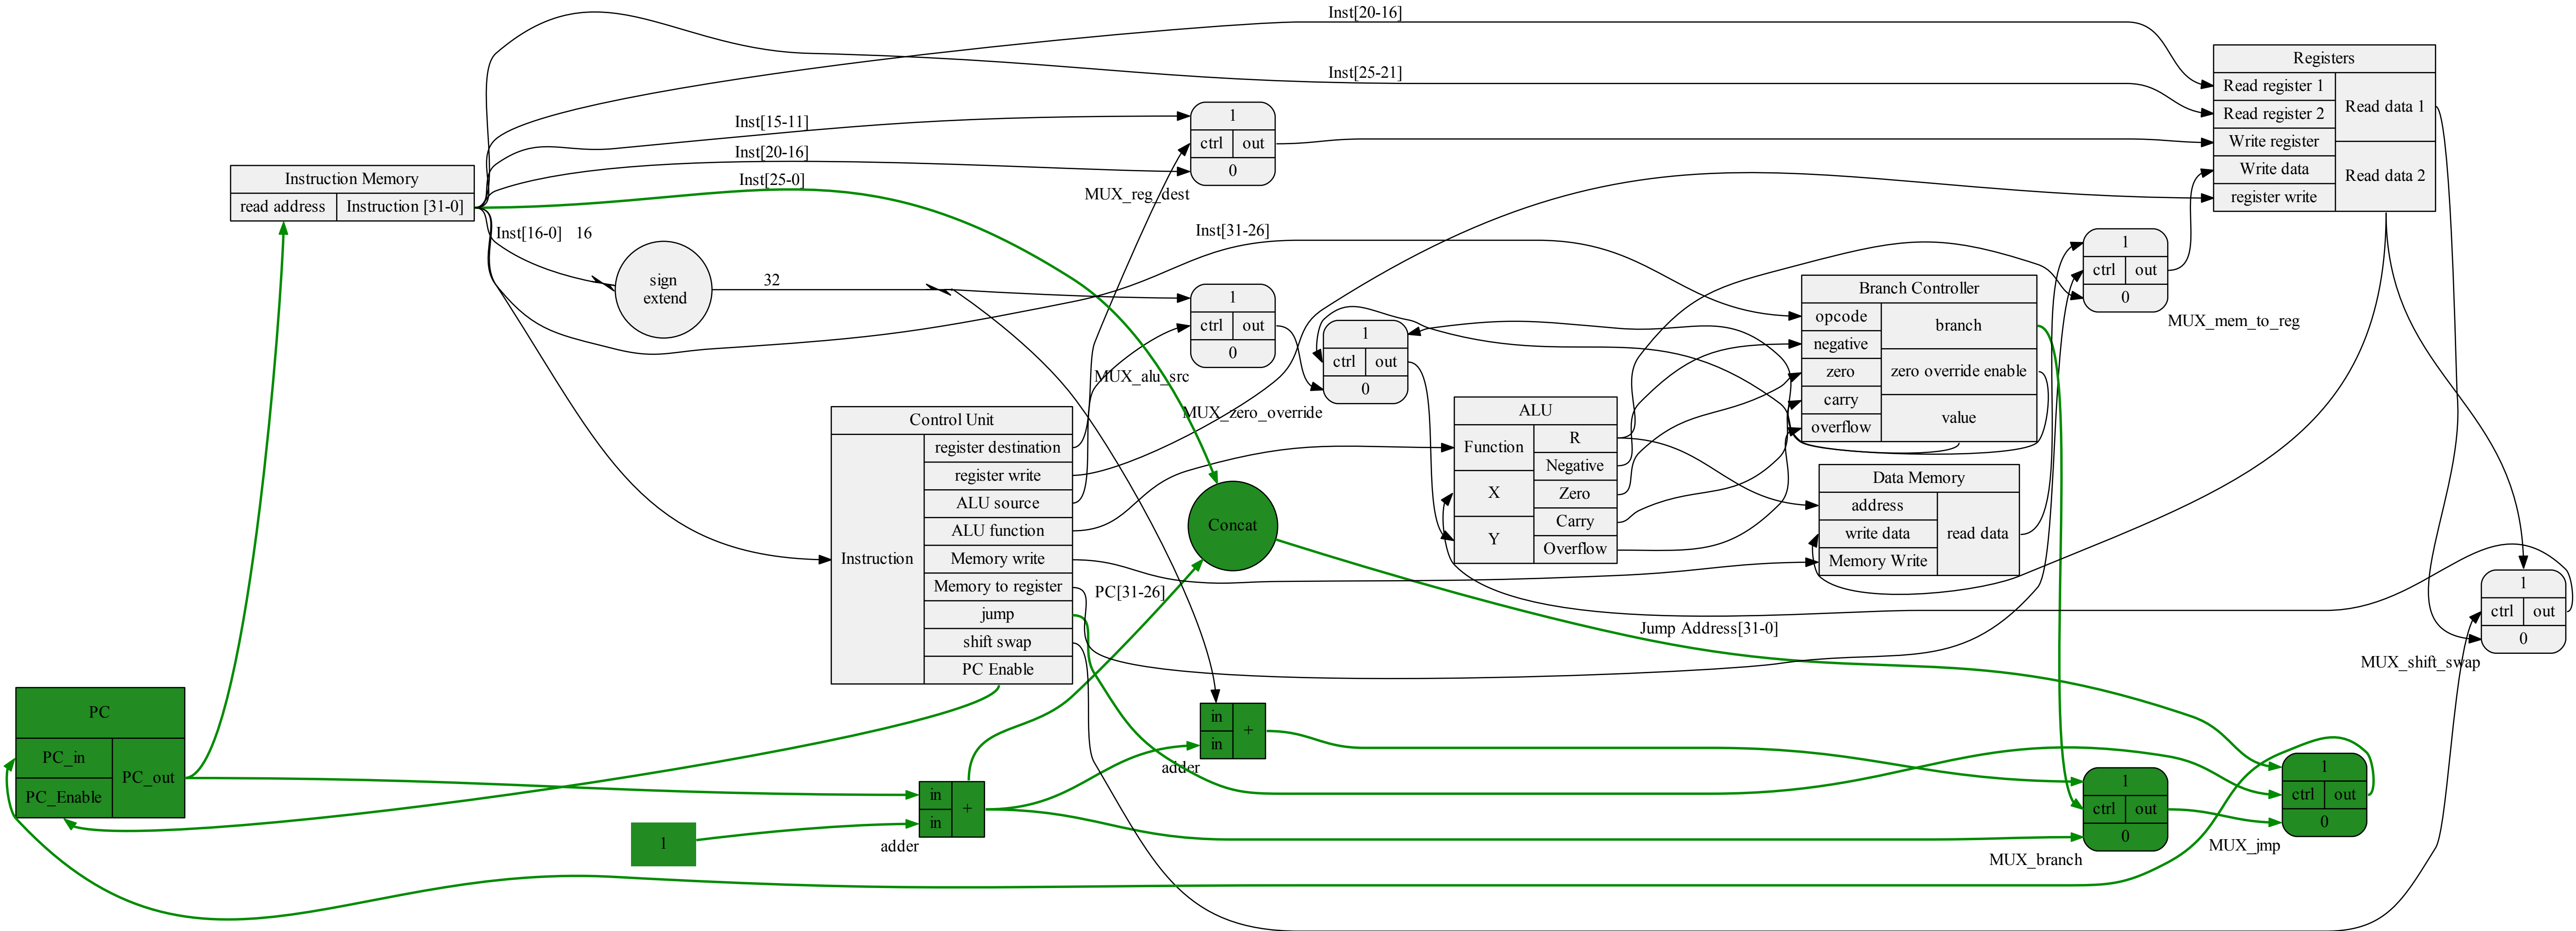 Inst[20-16]
Inst[25-21]
Inst[15-11]
Inst[20-16]
Inst[25-0]
Instruction Memory
read address
Instruction [31-0]
Inst[16-0] 16
sign
extend
32
Inst[31-26]
1
ctrl
out
0
MUX_reg_dest
1
ctrl
out
0
MUX_alu_src
1
ctrl
out
0
MUX_zero_override
Registers
Read register 1
Read register 2
Write register
Write data
register write
Read data 1
Read data 2
1
ctrl
out
0
MUX_mem_to_reg
Branch Controller
opcode
negative
zero
carry
overflow
branch
zero override enable
value
Control Unit
Instruction
register destination
register write
ALU source
ALU function
Memory write
Memory to register
jump
shift swap
PC Enable
ALU
Function
X
Y
R
Negative
Zero
Carry
Overflow
Data Memory
address
write data
Memory Write
read data
Concat
PC[31-26]
Jump Address[31-0]
1
ctrl
out
0
MUX_shift_swap
PC
PC_in
PC_Enable
PC_out
1
in
in
+
adder
in
in
+
adder
1
ctrl
out
0
MUX_branch
1
ctrl
out
0
MUX_jmp